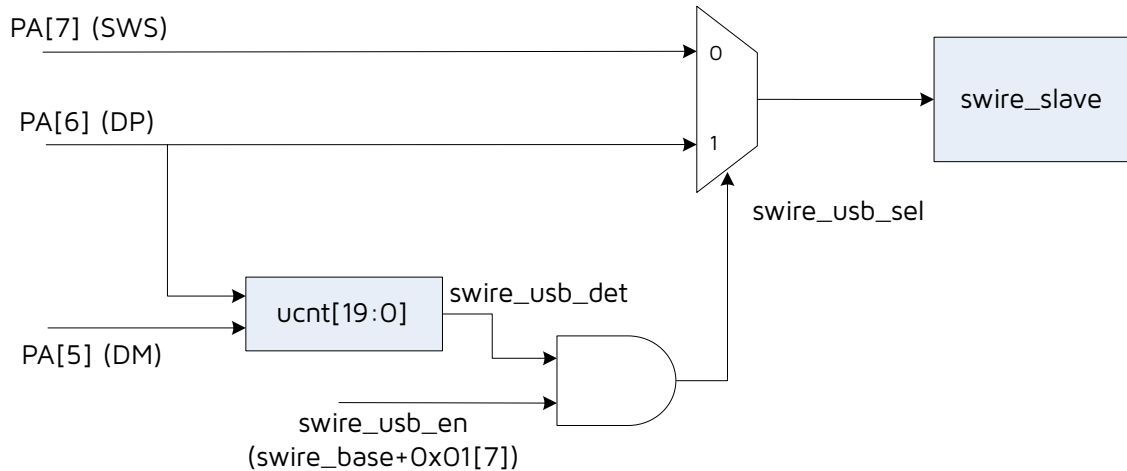 PA[7] (SWS)
0
swire_slave
PA[6] (DP)
1
swire_usb_sel
swire_usb_det
ucnt[19:0]
PA[5] (DM)
swire_usb_en
(swire_base+0x01[7])